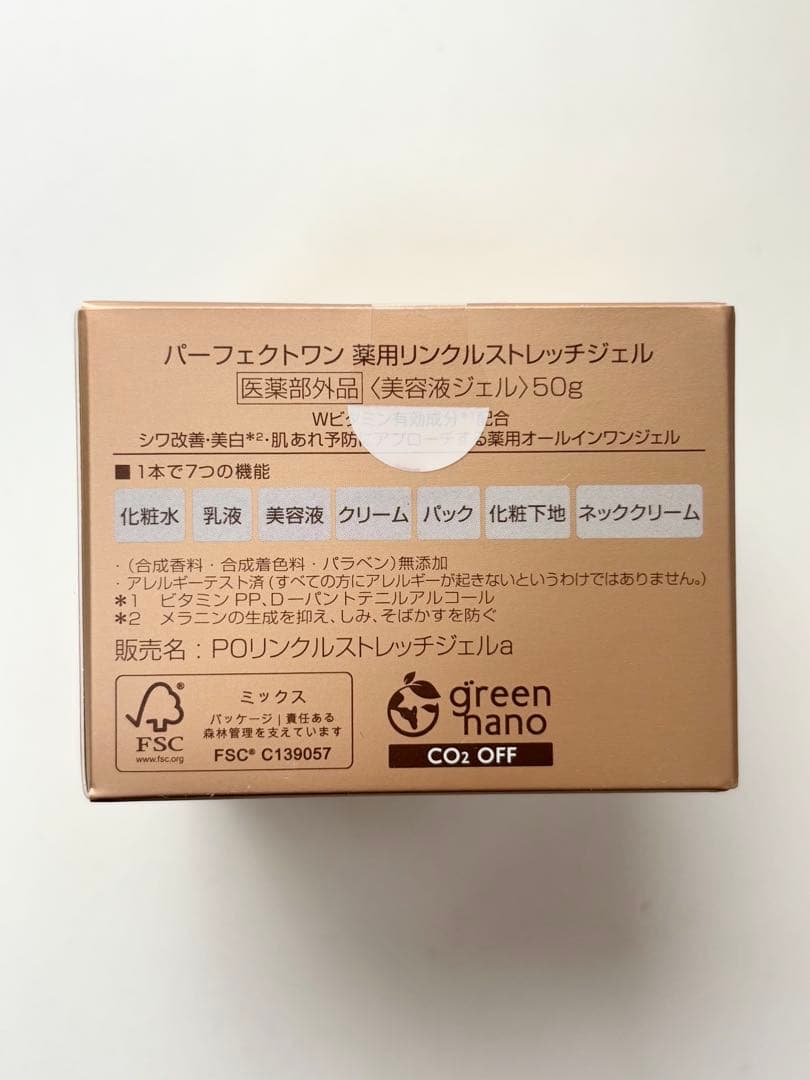 パーフェクトワン 薬用リンクルストレッチジェル
医薬部外品〈美容液ジェル〉50g
Wビタミン有効成分*¹配合
シワ改善・美白*²・肌あれ予防にアプローチする薬用オールインワンジェル
■1本で7つの機能
化粧水 乳液 美容液 クリーム パック 化粧下地 ネッククリーム
・(合成香料・合成着色料・パラベン)無添加
・アレルギーテスト済(すべての方にアレルギーが起きないというわけではありません。)
*1 ビタミンPP、D-パントテニルアルコール
*2 メラニンの生成を抑え、しみ、そばかすを防ぐ
販売名：POリンクルストレッチジェルa
FSC®
www.fsc.org
ミックス
パッケージ|責任ある
森林管理を支えています
FSC® C139057
green
nano
CO2 OFF